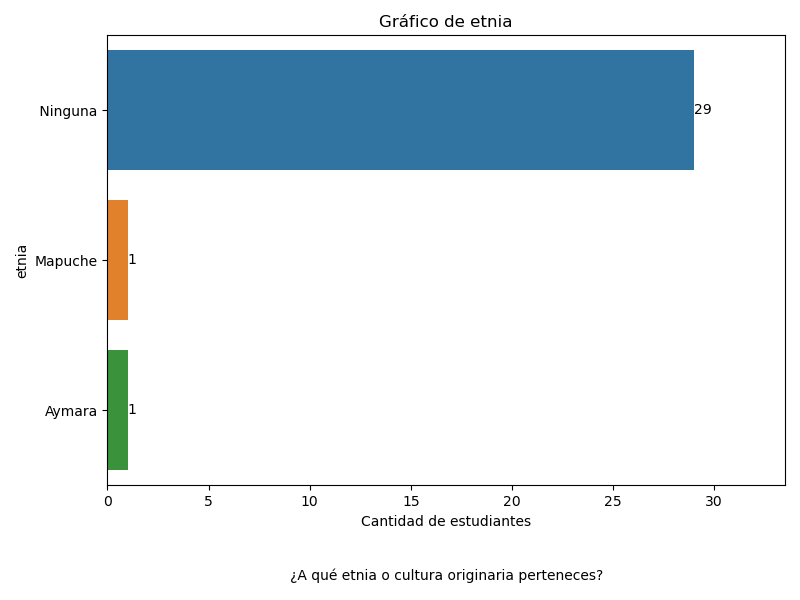 Gráfico de etnia
Ninguna
29
Mapuche
1
Aymara
1
etnia
0 5 10 15 20 25 30
Cantidad de estudiantes
¿A qué etnia o cultura originaria perteneces?